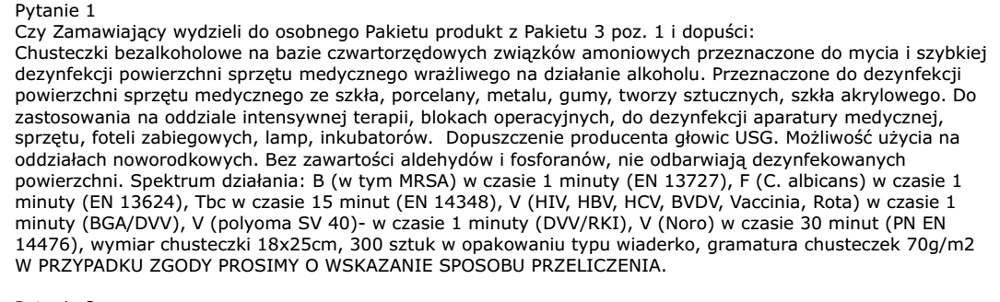 Pytanie 1
Czy Zamawiający wydzieli do osobnego Pakietu produkt z Pakietu 3 poz. 1 i dopuści:
Chusteczki bezalkoholowe na bazie czwartorzędowych związków amoniowych przeznaczone do mycia i szybkiej
dezynfekcji powierzchni sprzętu medycznego wrażliwego na działanie alkoholu. Przeznaczone do dezynfekcji
powierzchni sprzętu medycznego ze szkła, porcelany, metalu, gumy, tworzy sztucznych, szkła akrylowego. Do
zastosowania na oddziale intensywnej terapii, blokach operacyjnych, do dezynfekcji aparatury medycznej,
sprzętu, foteli zabiegowych, lamp, inkubatorów.  Dopuszczenie producenta głowic USG. Możliwość użycia na
oddziałach noworodkowych. Bez zawartości aldehydów i fosforanów, nie odbarwiają dezynfekowanych
powierzchni. Spektrum działania: B (w tym MRSA) w czasie 1 minuty (EN 13727), F (C. albicans) w czasie 1
minuty (EN 13624), Tbc w czasie 15 minut (EN 14348), V (HIV, HBV, HCV, BVDV, Vaccinia, Rota) w czasie 1
minuty (BGA/DVV), V (polyoma SV 40)- w czasie 1 minuty (DVV/RKI), V (Noro) w czasie 30 minut (PN EN
14476), wymiar chusteczki 18x25cm, 300 sztuk w opakowaniu typu wiaderko, gramatura chusteczek 70g/m2
W PRZYPADKU ZGODY PROSIMY O WSKAZANIE SPOSOBU PRZELICZENIA.